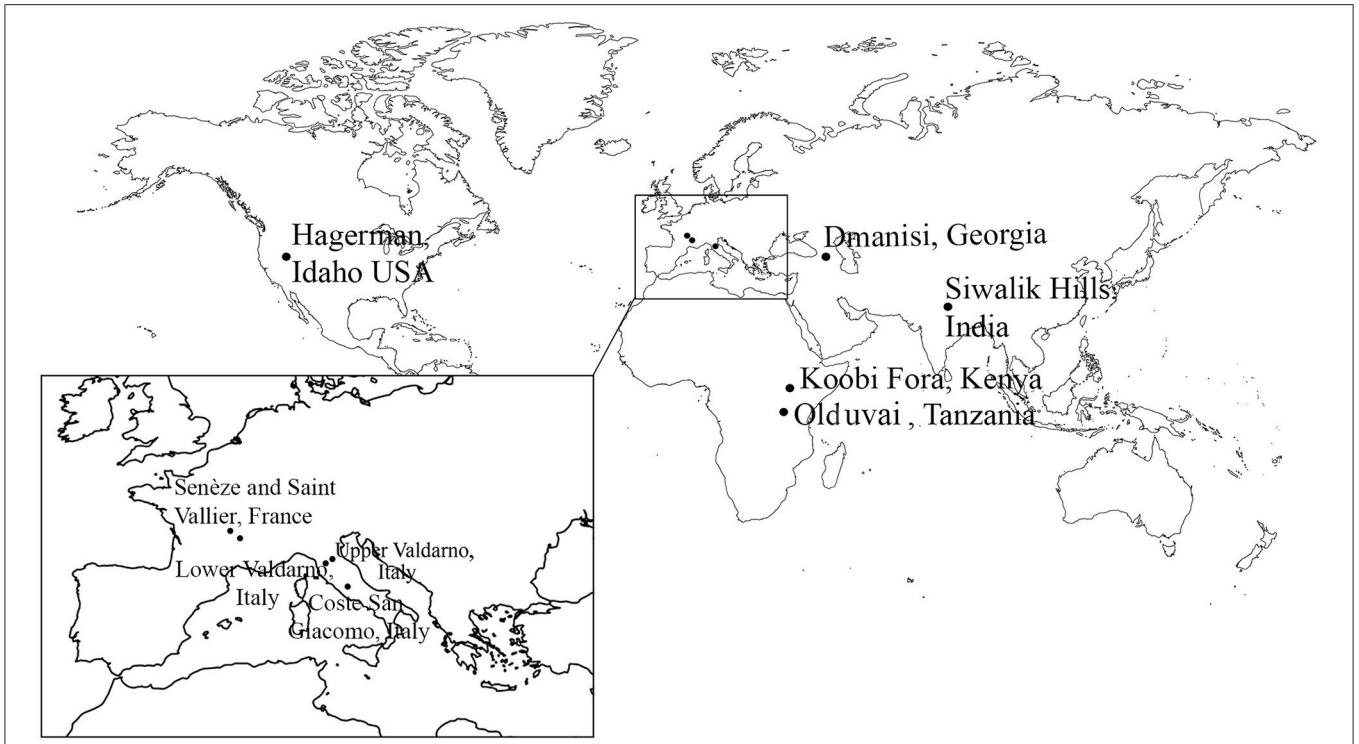 Hagerman,
Idaho USA
Dmanisi, Georgia
Siwalik Hills,
India
Koobi Fora, Kenya
Olduvai , Tanzania
Senèze and Saint
Vallier, France
Upper Valdarno,
Italy
Lower Valdarno,
Italy
Coste San
Giacomo, Italy